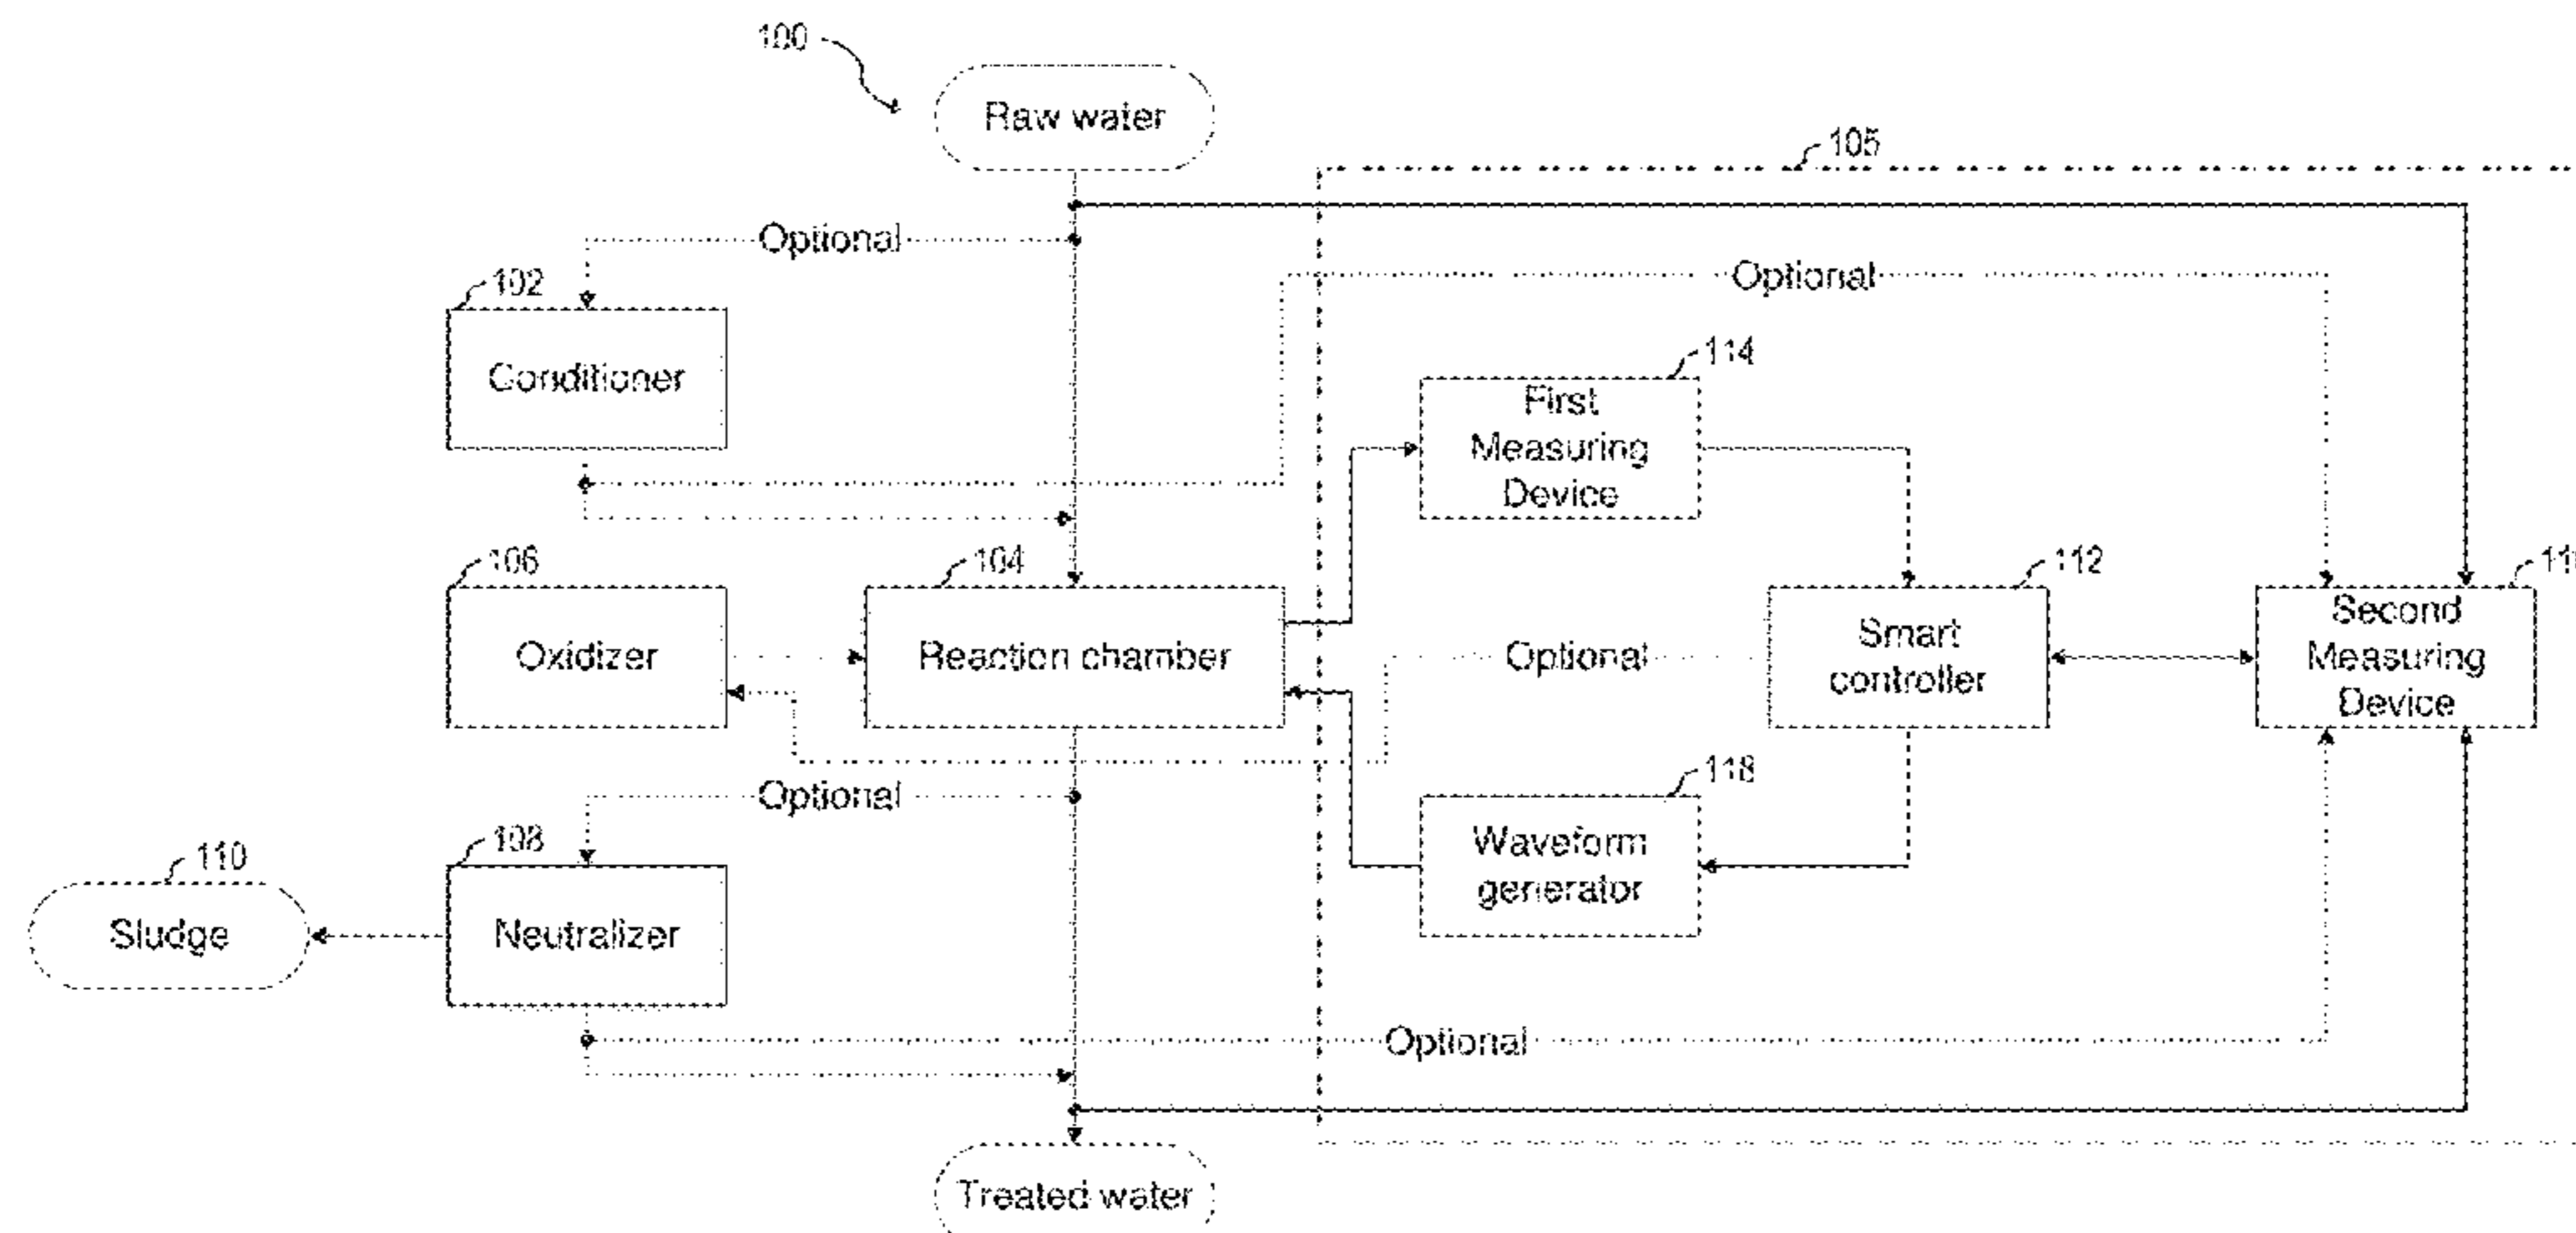 100
Raw water
105
Optional
Optional
102
Conditioner
114
First
Measuring
Device
106
Oxidizer
104
Reaction chamber
Optional
112
Smart
controller
Second
Measuring
Device
Optional
118
Waveform
generator
108
Neutralizer
110
Sludge
Optional
Treated water